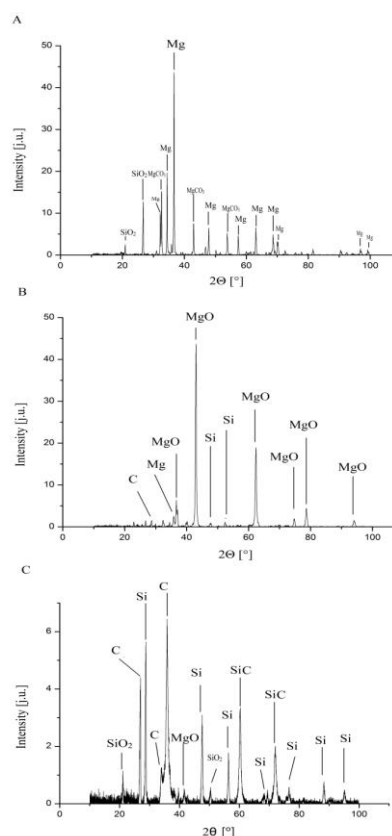 A
Mg
50
40
30
20
10
0
Intensity [j.u.]
Mg
SiO2 MgCO3
Mg
SiO2
MgCO3
Mg
MgCO3
Mg
Mg
Mg
Mg
Mg
Mg
0 20 40 60 80 100
2Θ [°]
B
MgO
50
40
30
20
10
0
Intensity [j.u.]
MgO
Si
Si
MgO
MgO
Mg
C
MgO
MgO
0 20 40 60 80 100
2Θ [°]
C
C
Si
6
4
2
0
Intensity [j.u.]
C
Si
SiC
SiC
SiO2
C
MgO
SiO2
Si
Si
Si
Si
Si
0 20 40 60 80 100
2θ [°]